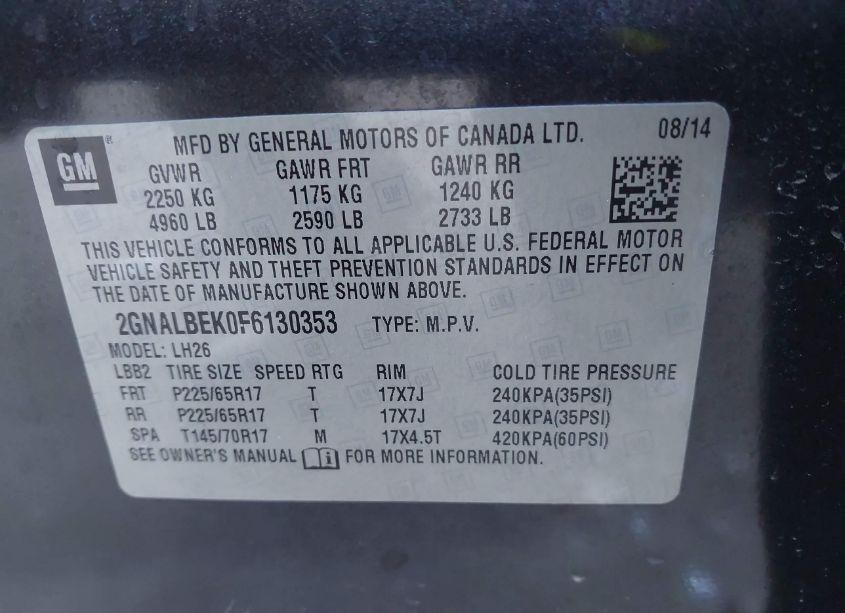 GM
MFD BY GENERAL MOTORS OF CANADA LTD. 08/14
GVWR GAWR FRT GAWR RR
2250 KG 1175 KG 1240 KG
4960 LB 2590 LB 2733 LB
THIS VEHICLE CONFORMS TO ALL APPLICABLE U.S. FEDERAL MOTOR
VEHICLE SAFETY AND THEFT PREVENTION STANDARDS IN EFFECT ON
THE DATE OF MANUFACTURE SHOWN ABOVE.
2GNALBEK0F6130353 TYPE: M.P.V.
MODEL: LH26
LBB2 TIRE SIZE SPEED RTG RIM COLD TIRE PRESSURE
FRT P225/65R17 T 17X7J 240KPA(35PSI)
RR P225/65R17 T 17X7J 240KPA(35PSI)
SPA T145/70R17 M 17X4.5T 420KPA(60PSI)
SEE OWNER'S MANUAL FOR MORE INFORMATION.